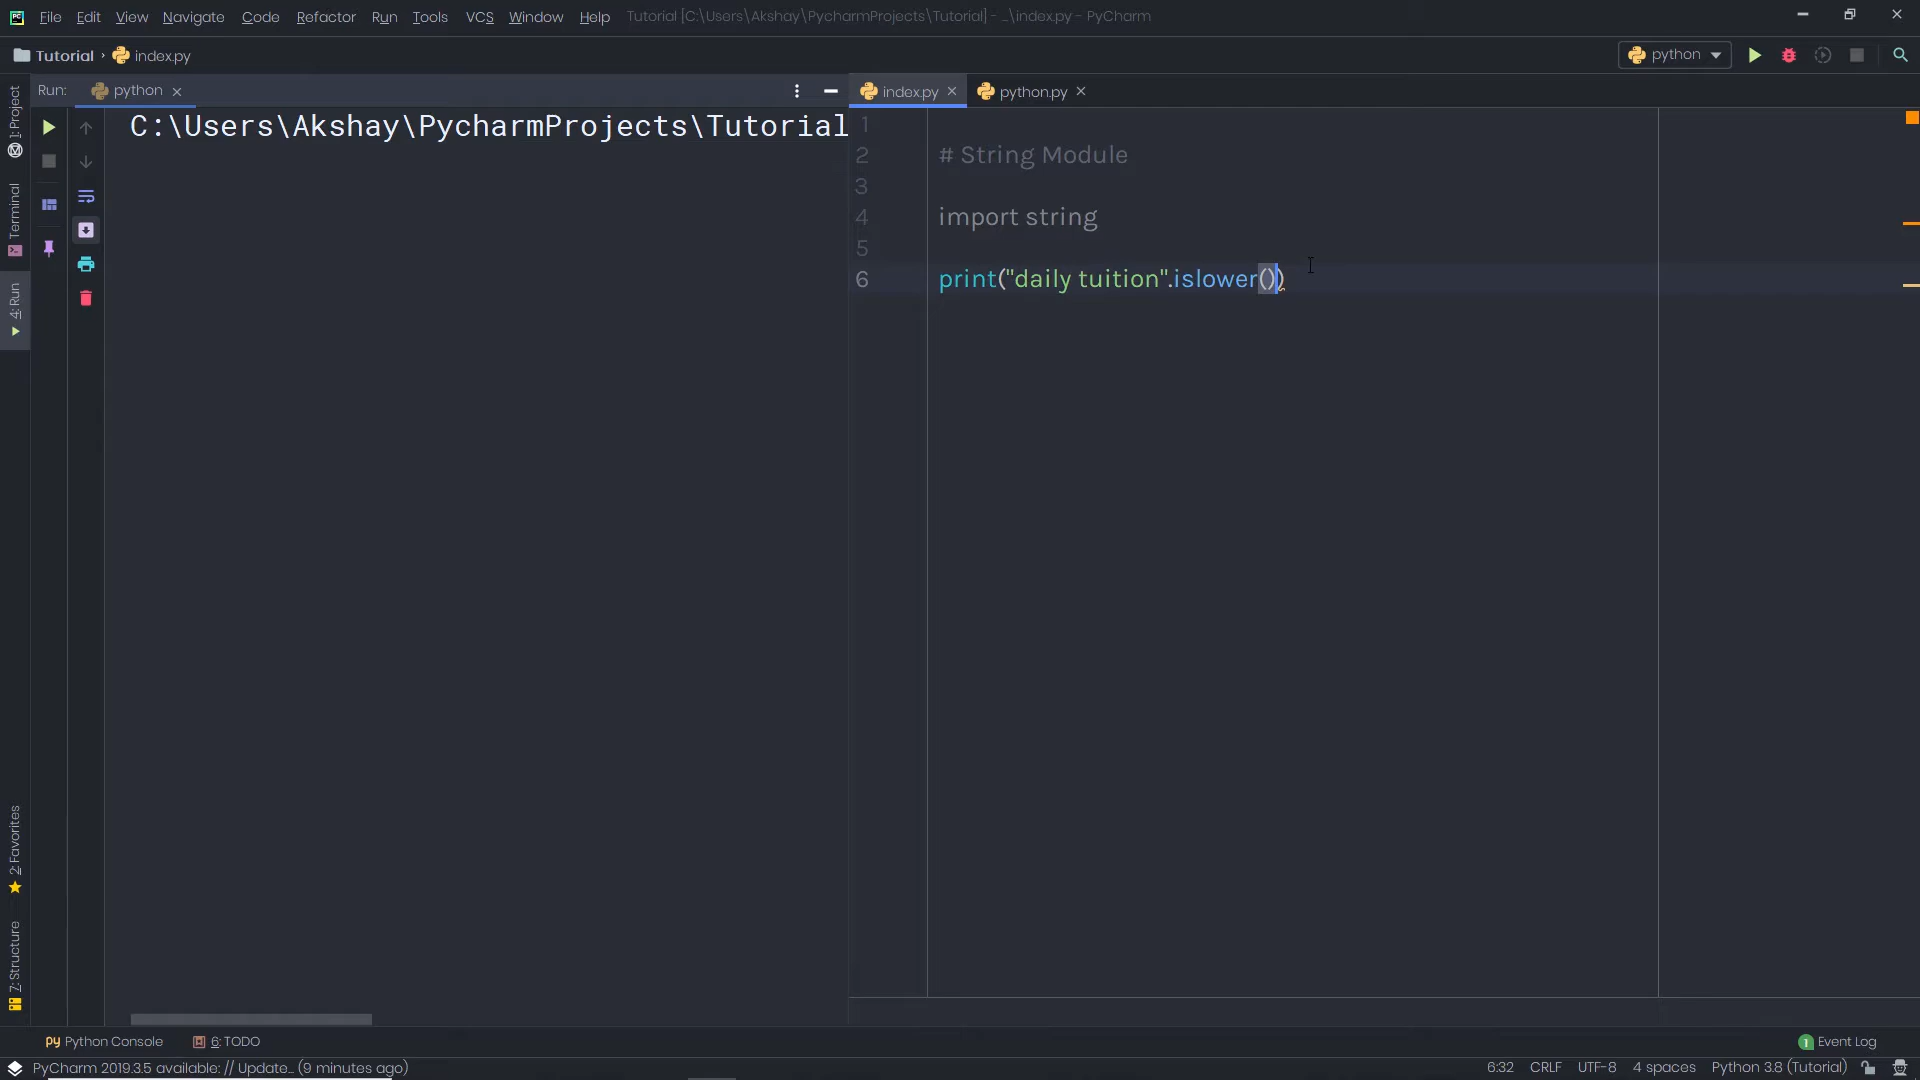 File Edit View Navigate Code Refactor Run Tools VCS Window Help Tutorial [C:\Users\Akshay\PycharmProjects\Tutorial] - ...\index.py - PyCharm
Tutorial › index.py
python
Run: python
index.py python.py
C:\Users\Akshay\PycharmProjects\Tutorial
1
2 # String Module
3
4 import string
5
6 print("daily tuition".islower())
1: Project
Terminal
4: Run
2: Favorites
7: Structure
PY Python Console
6: TODO
1 Event Log
PyCharm 2019.3.5 available: // Update... (9 minutes ago)
6:32 CRLF UTF-8 4 spaces Python 3.8 (Tutorial)